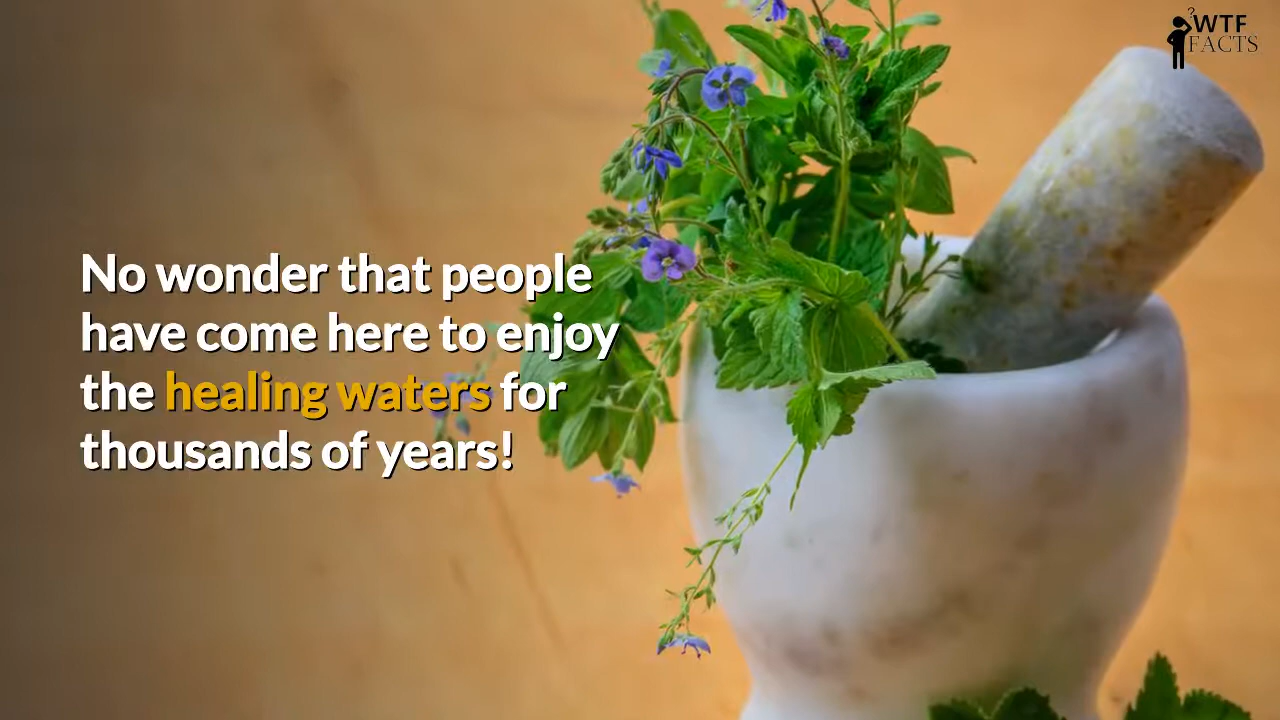 ?WTF
FACTS
No wonder that people
have come here to enjoy
the healing waters for
thousands of years!